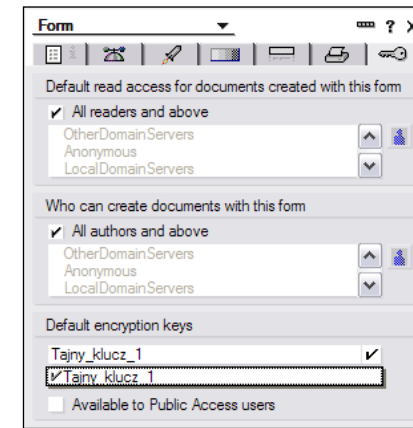 Form
?
Default read access for documents created with this form
All readers and above
OtherDomainServers
Anonymous
LocalDomainServers
Who can create documents with this form
All authors and above
OtherDomainServers
Anonymous
LocalDomainServers
Default encryption keys
Tajny_klucz_1
Tajny_klucz_1
Available to Public Access users